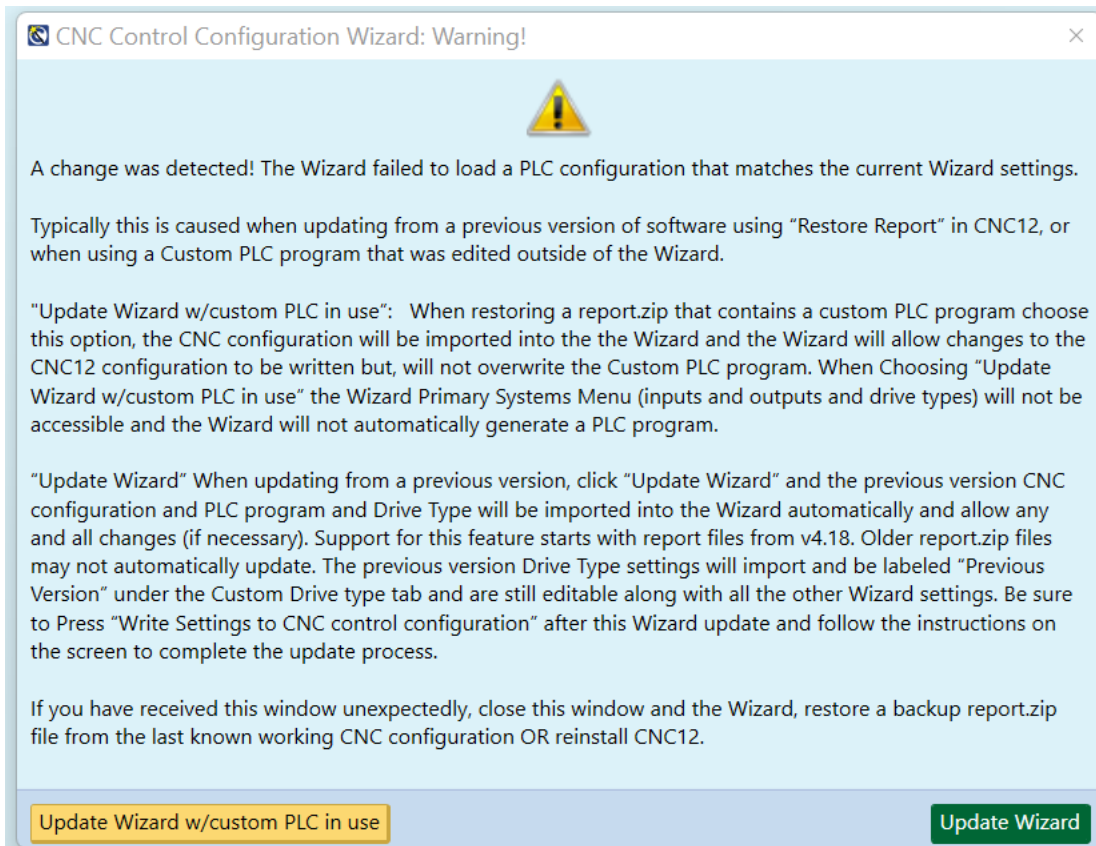 CNC Control Configuration Wizard: Warning!
A change was detected! The Wizard failed to load a PLC configuration that matches the current Wizard settings.
Typically this is caused when updating from a previous version of software using “Restore Report” in CNC12, or
when using a Custom PLC program that was edited outside of the Wizard.
"Update Wizard w/custom PLC in use”:   When restoring a report.zip that contains a custom PLC program choose
this option, the CNC configuration will be imported into the the Wizard and the Wizard will allow changes to the
CNC12 configuration to be written but, will not overwrite the Custom PLC program. When Choosing “Update
Wizard w/custom PLC in use” the Wizard Primary Systems Menu (inputs and outputs and drive types) will not be
accessible and the Wizard will not automatically generate a PLC program.
“Update Wizard” When updating from a previous version, click “Update Wizard” and the previous version CNC
configuration and PLC program and Drive Type will be imported into the Wizard automatically and allow any
and all changes (if necessary). Support for this feature starts with report files from v4.18. Older report.zip files
may not automatically update. The previous version Drive Type settings will import and be labeled “Previous
Version” under the Custom Drive type tab and are still editable along with all the other Wizard settings. Be sure
to Press “Write Settings to CNC control configuration” after this Wizard update and follow the instructions on
the screen to complete the update process.
If you have received this window unexpectedly, close this window and the Wizard, restore a backup report.zip
file from the last known working CNC configuration OR reinstall CNC12.
Update Wizard w/custom PLC in use
Update Wizard